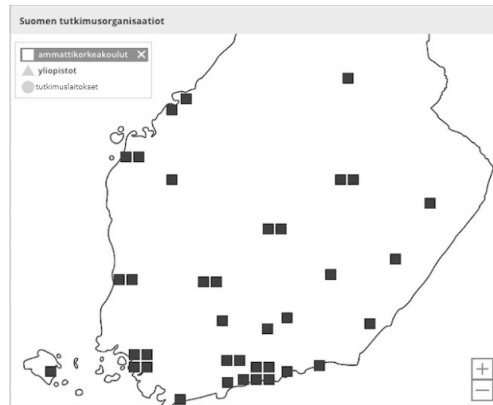 Suomen tutkimusorganisaatiot
ammattikorkeakoulut
yliopistot
tutkimuslaitokset